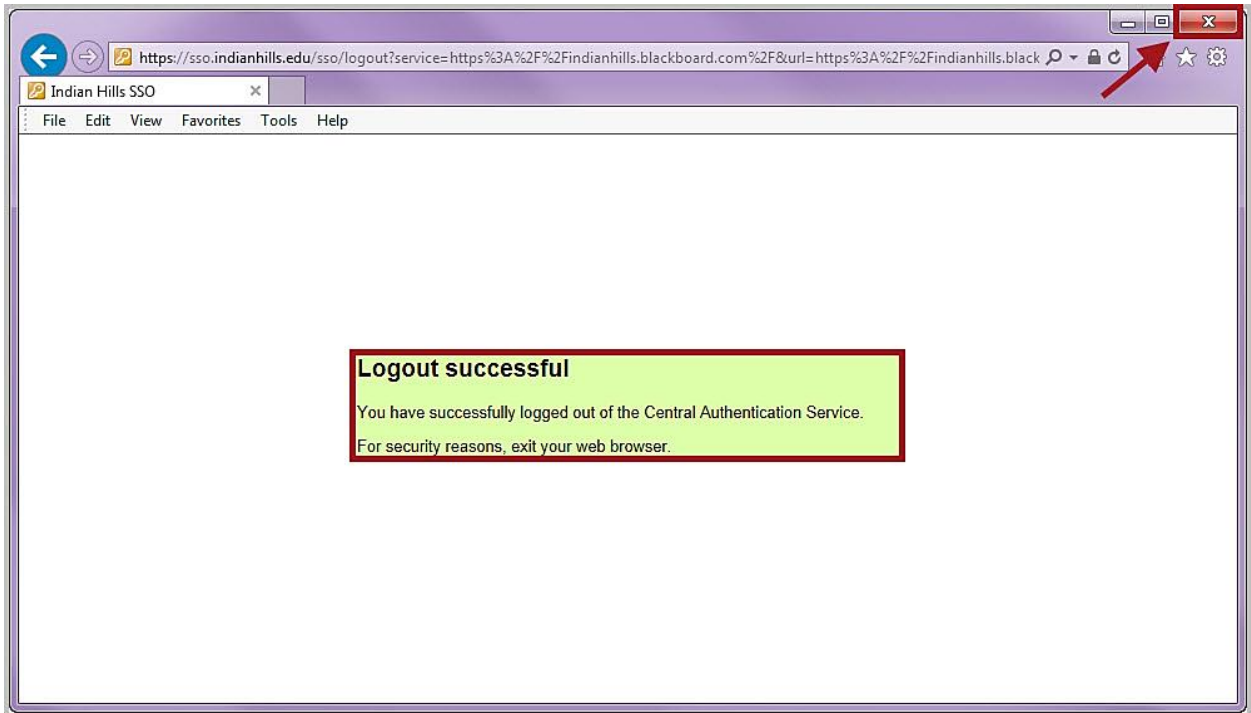 https://sso.indianhills.edu/sso/logout?service=https%3A%2F%2Findianhills.blackboard.com%2F&url=https%3A%2F%2Findianhills.black
Indian Hills SSO
File Edit View Favorites Tools Help
Logout successful
You have successfully logged out of the Central Authentication Service.
For security reasons, exit your web browser.